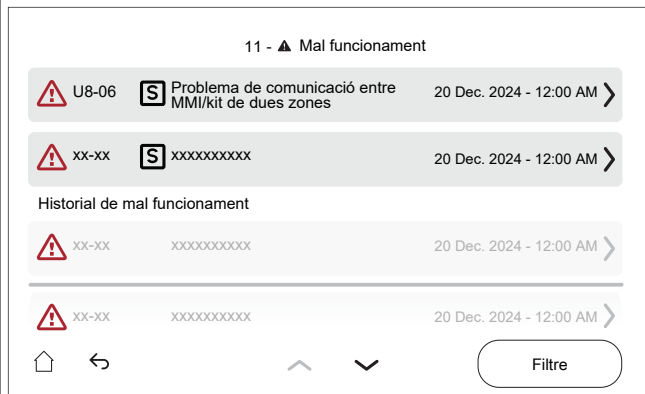 11 - Mal funcionament
U8-06 S Problema de comunicació entre 20 Dec. 2024 - 12:00 AM
MMI/kit de dues zones
xx-xx S xxxxxxxxxx 20 Dec. 2024 - 12:00 AM
Historial de mal funcionament
xx-xx xxxxxxxxxx 20 Dec. 2024 - 12:00 AM
xx-xx xxxxxxxxxx 20 Dec. 2024 - 12:00 AM
Filtre